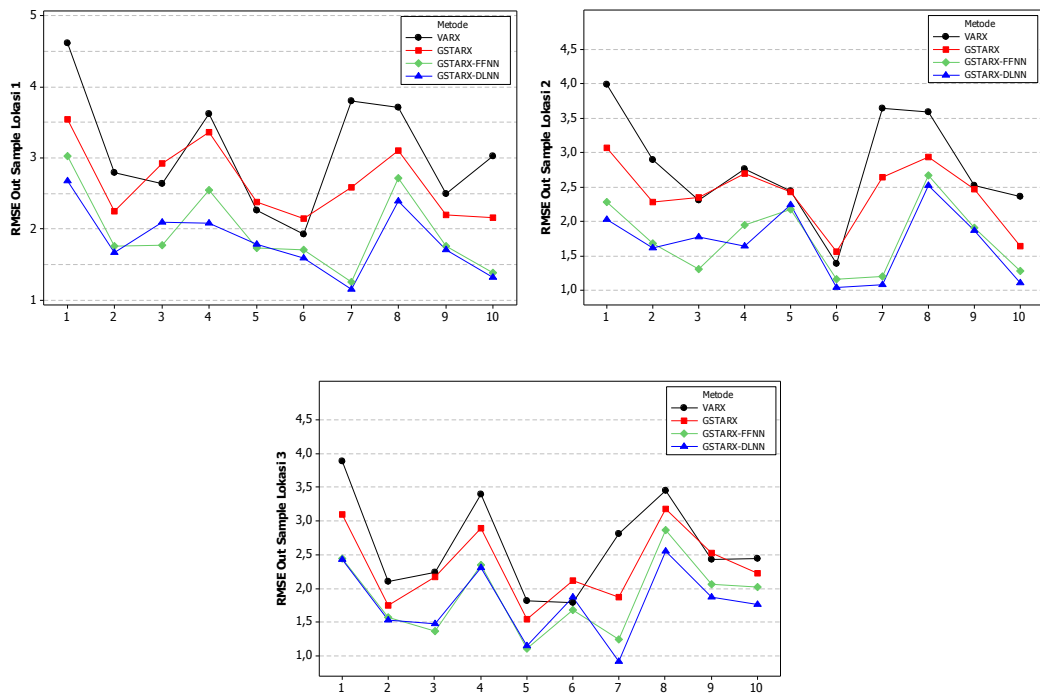 RMSE Out Sample Lokasi 1
5
4
3
2
1
1 2 3 4 5 6 7 8 9 10
Metode
VARX
GSTARX
GSTARX-FFNN
GSTARX-DLNN
RMSE Out Sample Lokasi 2
4,5
4,0
3,5
3,0
2,5
2,0
1,5
1,0
1 2 3 4 5 6 7 8 9 10
Metode
VARX
GSTARX
GSTARX-FFNN
GSTARX-DLNN
RMSE Out Sample Lokasi 3
4,5
4,0
3,5
3,0
2,5
2,0
1,5
1,0
1 2 3 4 5 6 7 8 9 10
Metode
VARX
GSTARX
GSTARX-FFNN
GSTARX-DLNN